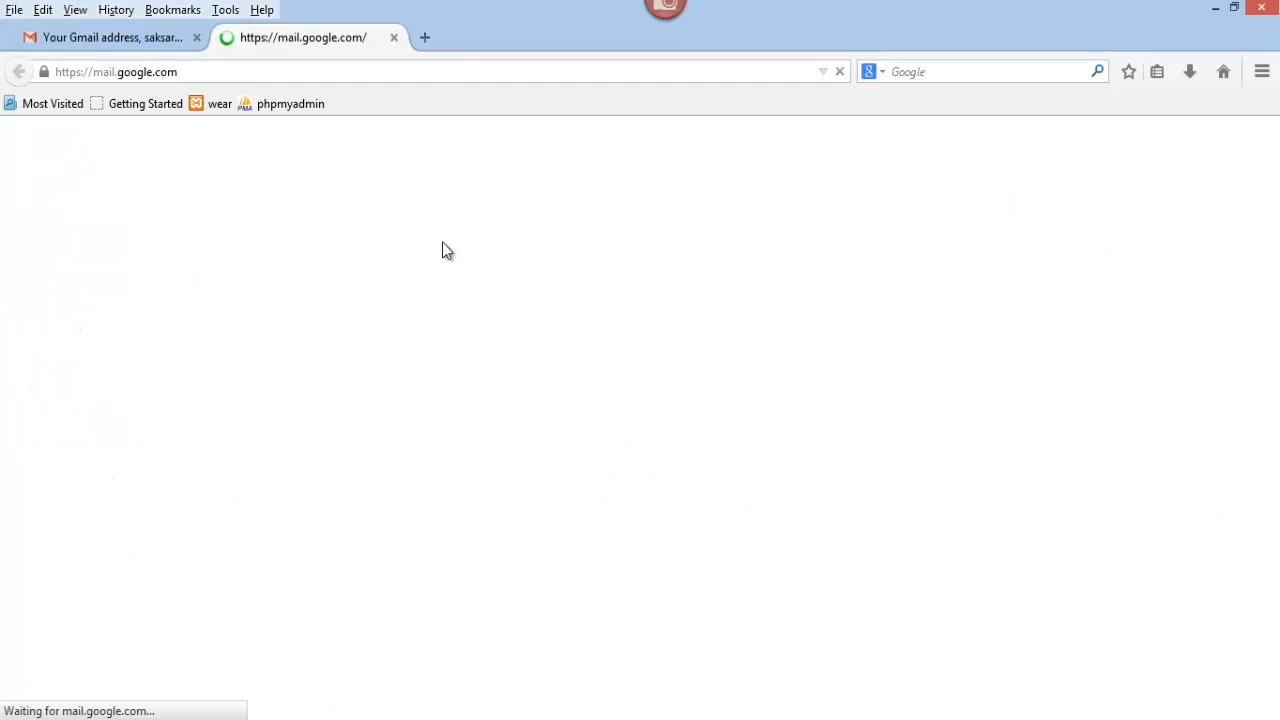 File Edit View History Bookmarks Tools Help
Your Gmail address, saksar... https://mail.google.com/
https://mail.google.com Google
Most Visited Getting Started wear PMA phpmyadmin
Waiting for mail.google.com...